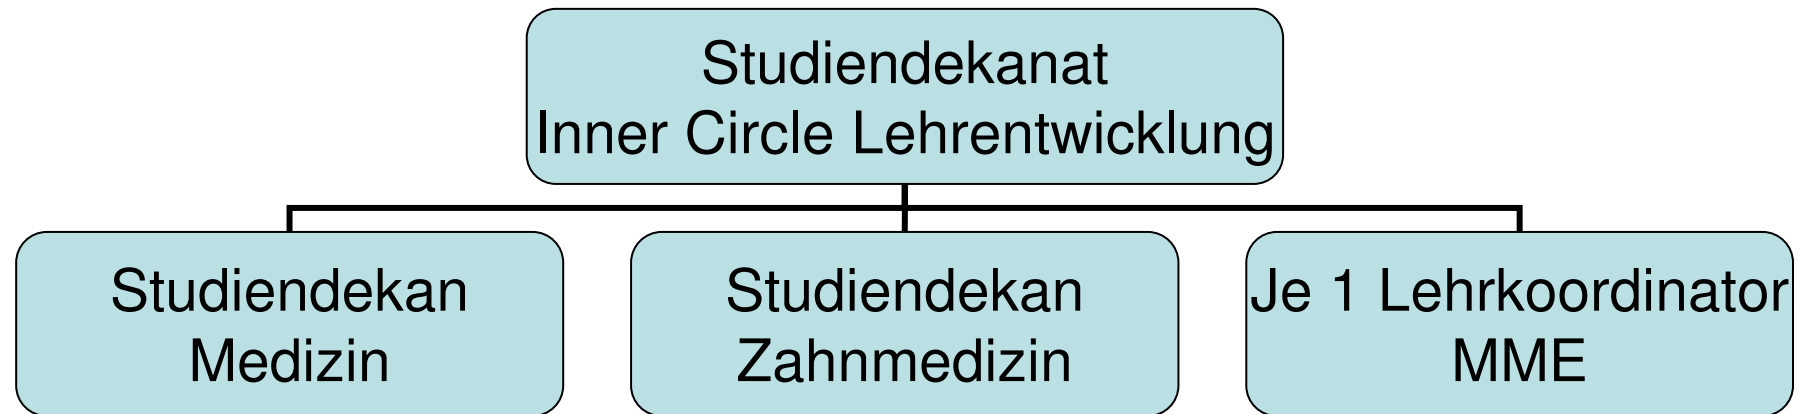 Studiendekanat
Inner Circle Lehrentwicklung
Studiendekan
Medizin
Studiendekan
Zahnmedizin
Je 1 Lehrkoordinator
MME